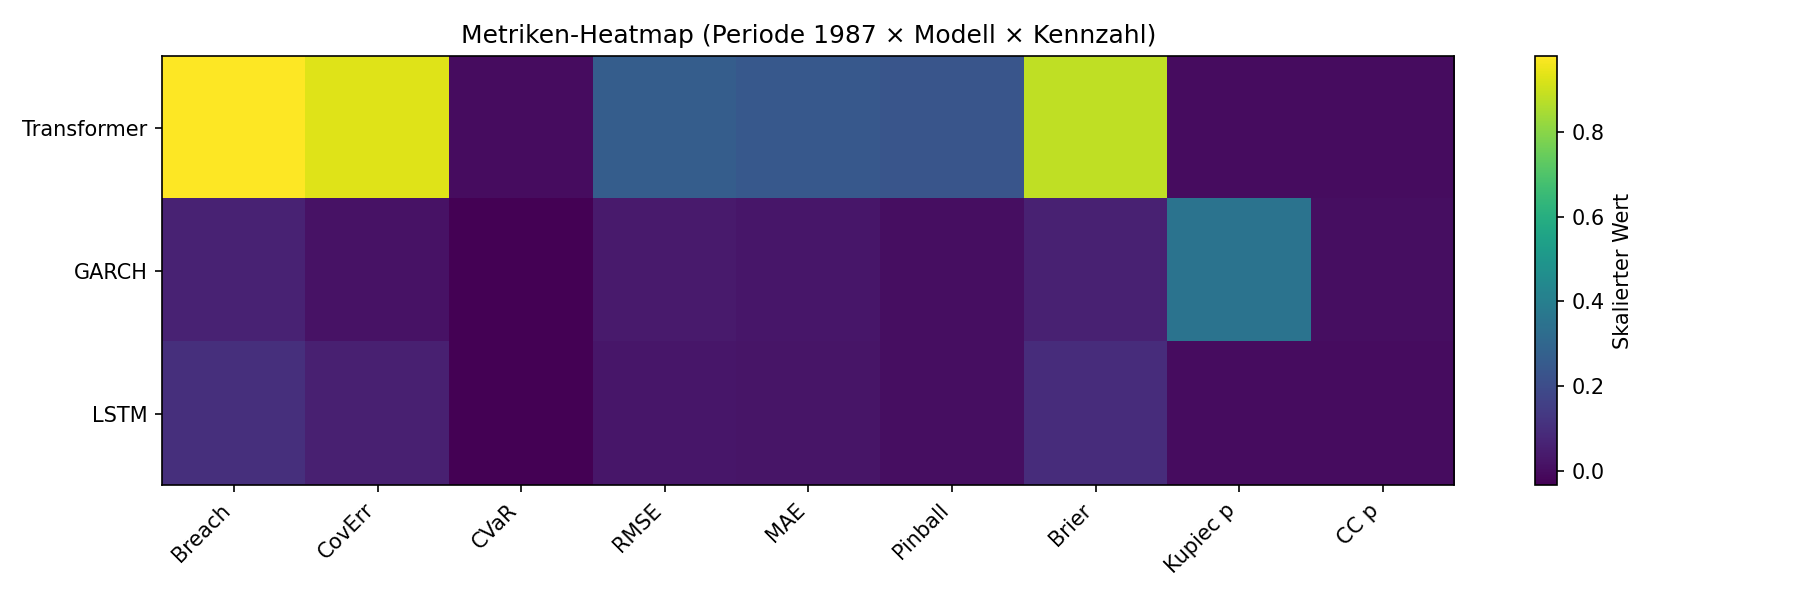 Metriken-Heatmap (Periode 1987 × Modell × Kennzahl)
Transformer
GARCH
LSTM
Breach
CovErr
CVaR
RMSE
MAE
Pinball
Brier
Kupiec p
CC p
0.8
0.6
0.4
0.2
0.0
Skalierter Wert